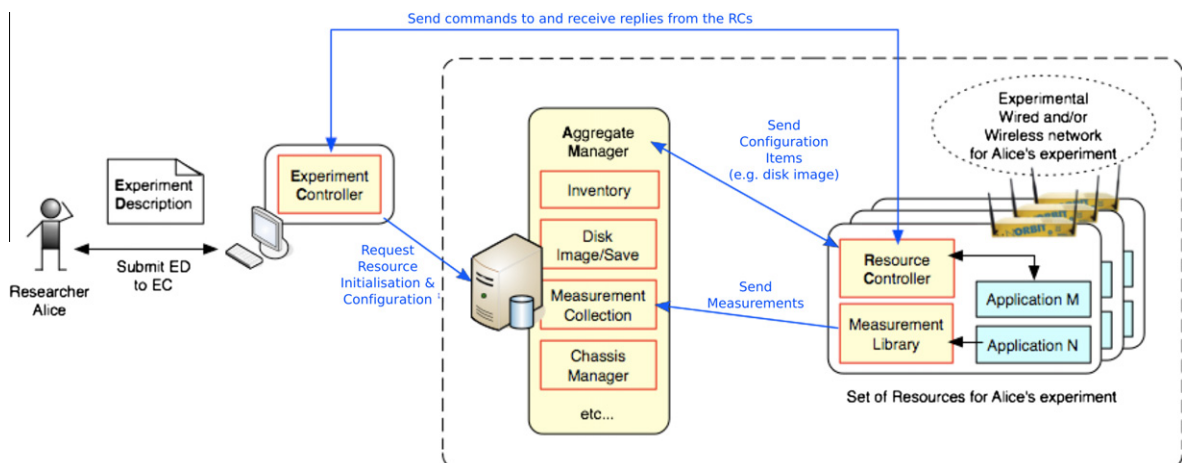 Send commands to and receive replies from the RCs
Experimental
Wired and/or
Wireless network
for Alice's experiment
Aggregate
Manager
Send
Configuration
Items
(e.g. disk image)
Experiment
Description
Experiment
Controller
Inventory
ORBIT
Disk
Image/Save
Request
Resource
Initialisation &
Configuration
Resource
Controller
Submit ED
to EC
Researcher
Alice
Measurement
Collection
Send
Measurements
Application M
Measurement
Library
Application N
Chassis
Manager
etc...
Set of Resources for Alice's experiment